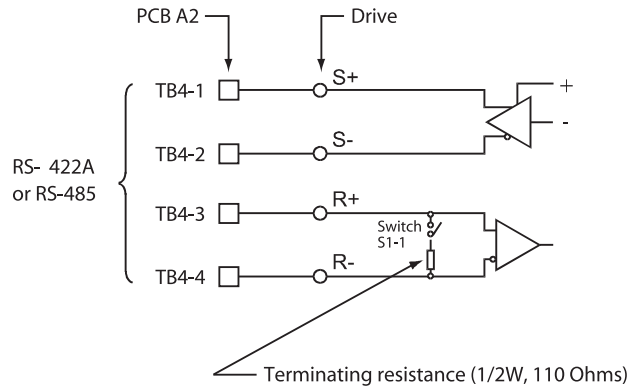 PCB A2
Drive
TB4-1
S+
+
-
TB4-2
S-
RS- 422A
or RS-485
TB4-3
R+
Switch
S1-1
TB4-4
R-
Terminating resistance (1/2W, 110 Ohms)